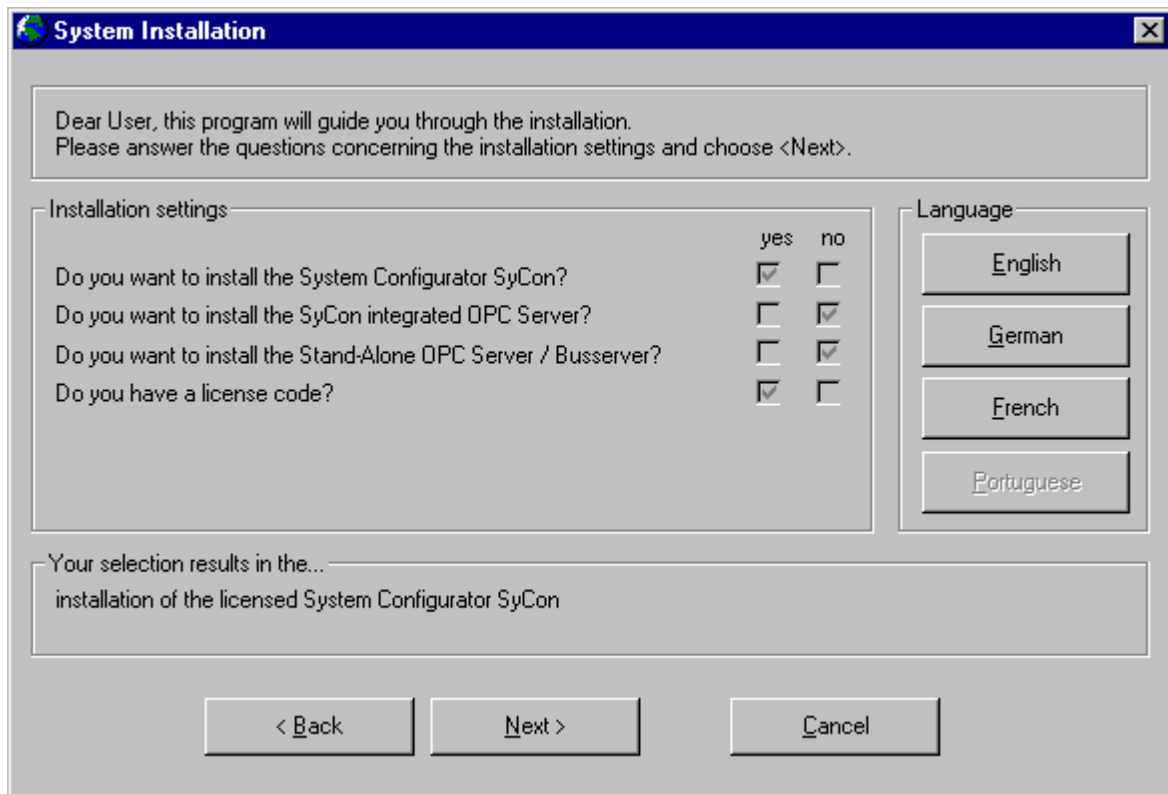 System Installation
Dear User, this program will guide you through the installation.
Please answer the questions concerning the installation settings and choose <Next>.
Installation settings
yes no
Do you want to install the System Configurator SyCon?
Do you want to install the SyCon integrated OPC Server?
Do you want to install the Stand-Alone OPC Server / Busserver?
Do you have a license code?
Language
English
German
French
Portuguese
Your selection results in the...
installation of the licensed System Configurator SyCon
< Back
Next >
Cancel